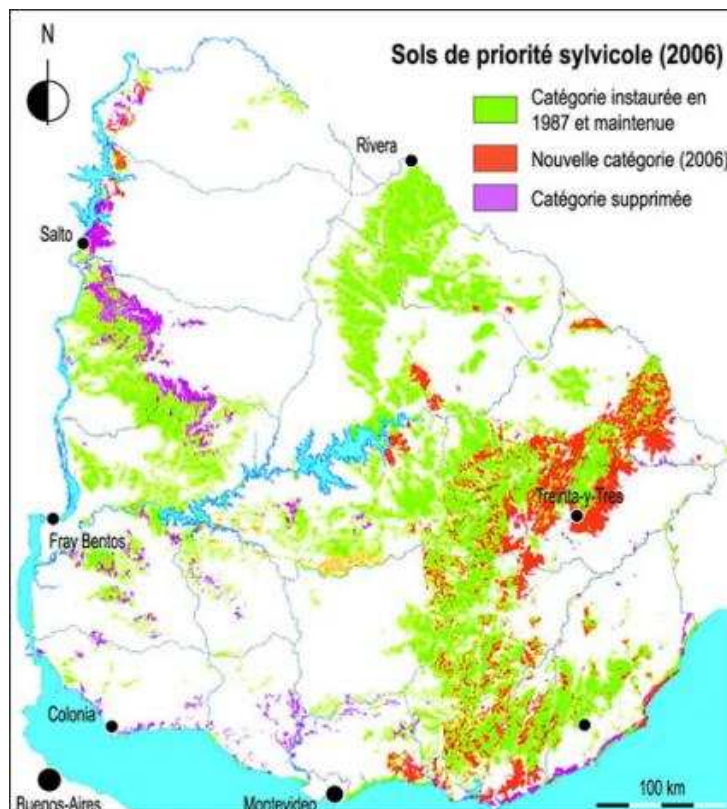 N
Sols de priorité sylvicole (2006)
Catégorie instaurée en
1987 et maintenue
Nouvelle catégorie (2006)
Catégorie supprimée
Rivera
Salto
Treinta-y-Tres
Fray Bentos
Colonia
Buenos-Aires
Montevideo
100 km